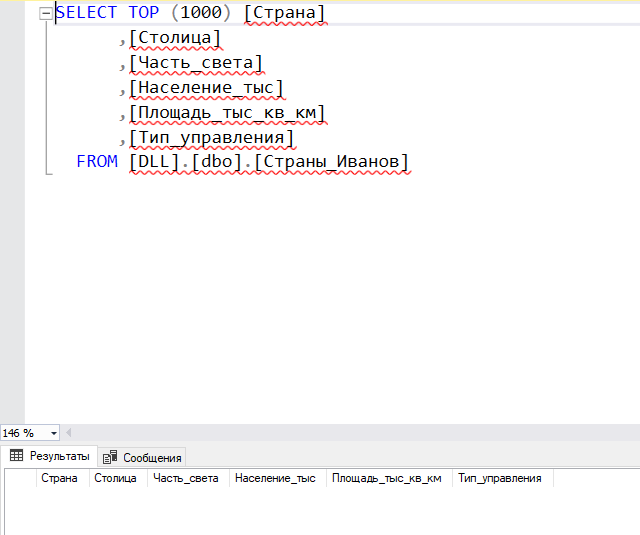 SELECT TOP (1000) [Страна]
,[Столица]
,[Часть_света]
,[Население_тыс]
,[Площадь_тыс_кв_км]
,[Тип_управления]
FROM [DLL].[dbo].[Страны_Иванов]
146 %
Результаты Сообщения
Страна Столица Часть_света Население_тыс Площадь_тыс_кв_км Тип_управления